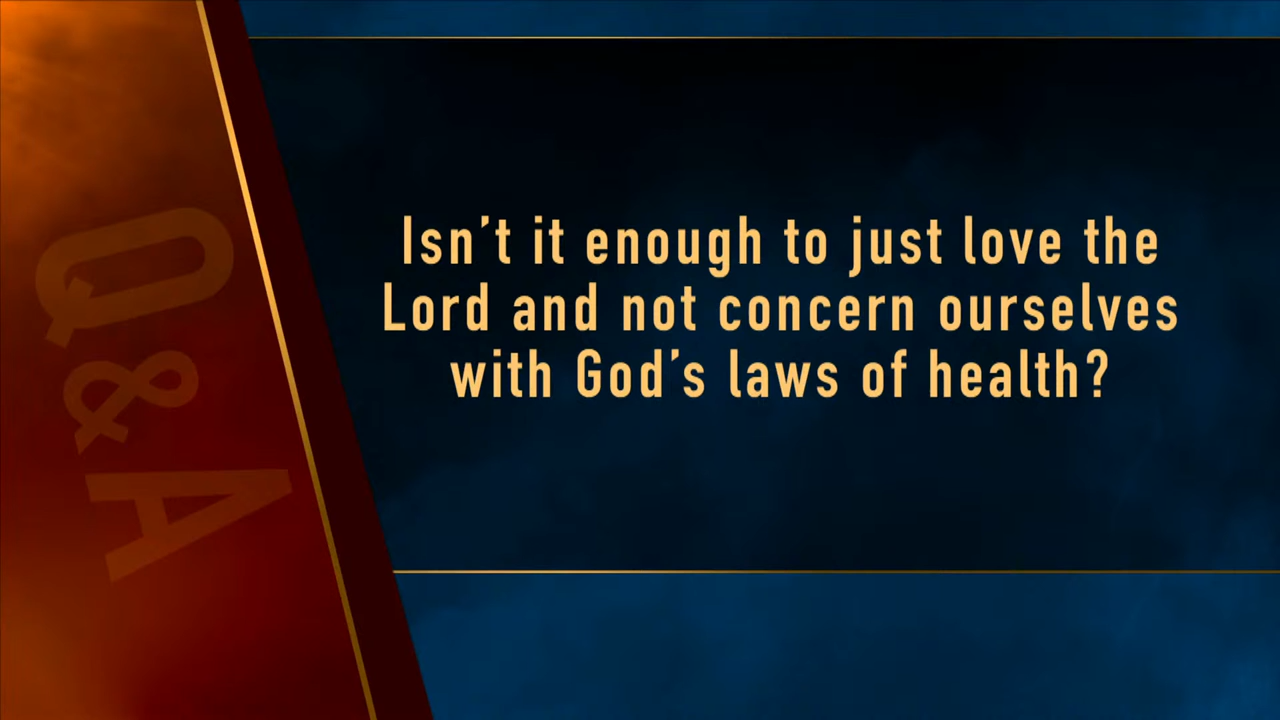 Q&A
Isn't it enough to just love the
Lord and not concern ourselves
with God's laws of health?